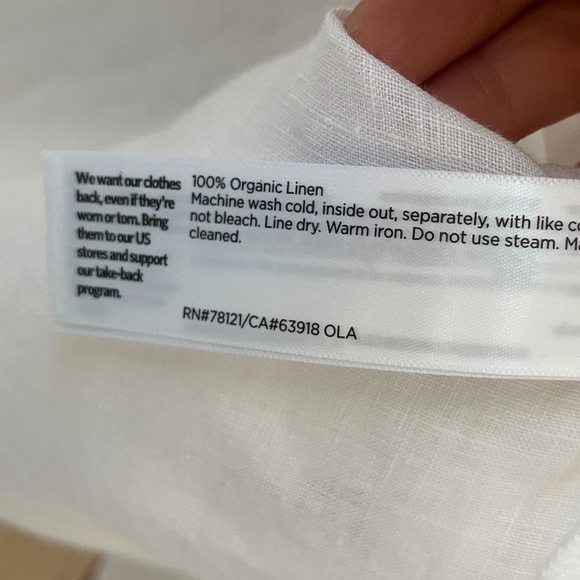 We want our clothes
back, even if they're
worn or torn. Bring
them to our US
stores and support
our take-back
program.
100% Organic Linen
Machine wash cold, inside out, separately, with like
not bleach. Line dry. Warm iron. Do not use steam.
cleaned.
RN#78121/CA#63918 OLA